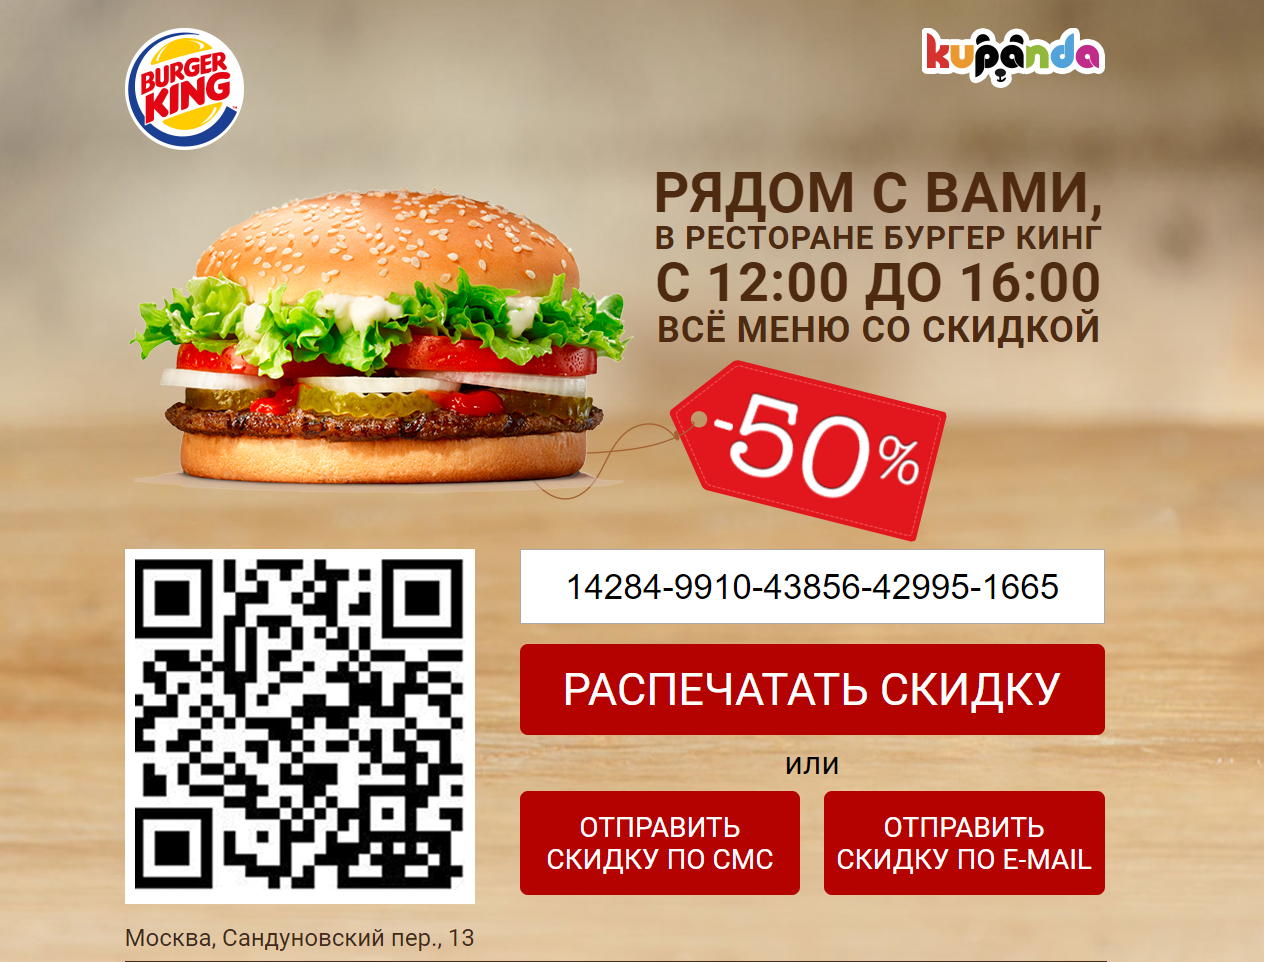 BURGER
KING
™
kupanda
РЯДОМ С ВАМИ,
В РЕСТОРАНЕ БУРГЕР КИНГ
С 12:00 ДО 16:00
ВСЁ МЕНЮ СО СКИДКОЙ
-50%
14284-9910-43856-42995-1665
РАСПЕЧАТАТЬ СКИДКУ
или
ОТПРАВИТЬ
СКИДКУ ПО СМС
ОТПРАВИТЬ
СКИДКУ ПО E-MAIL
Москва, Сандуновский пер., 13